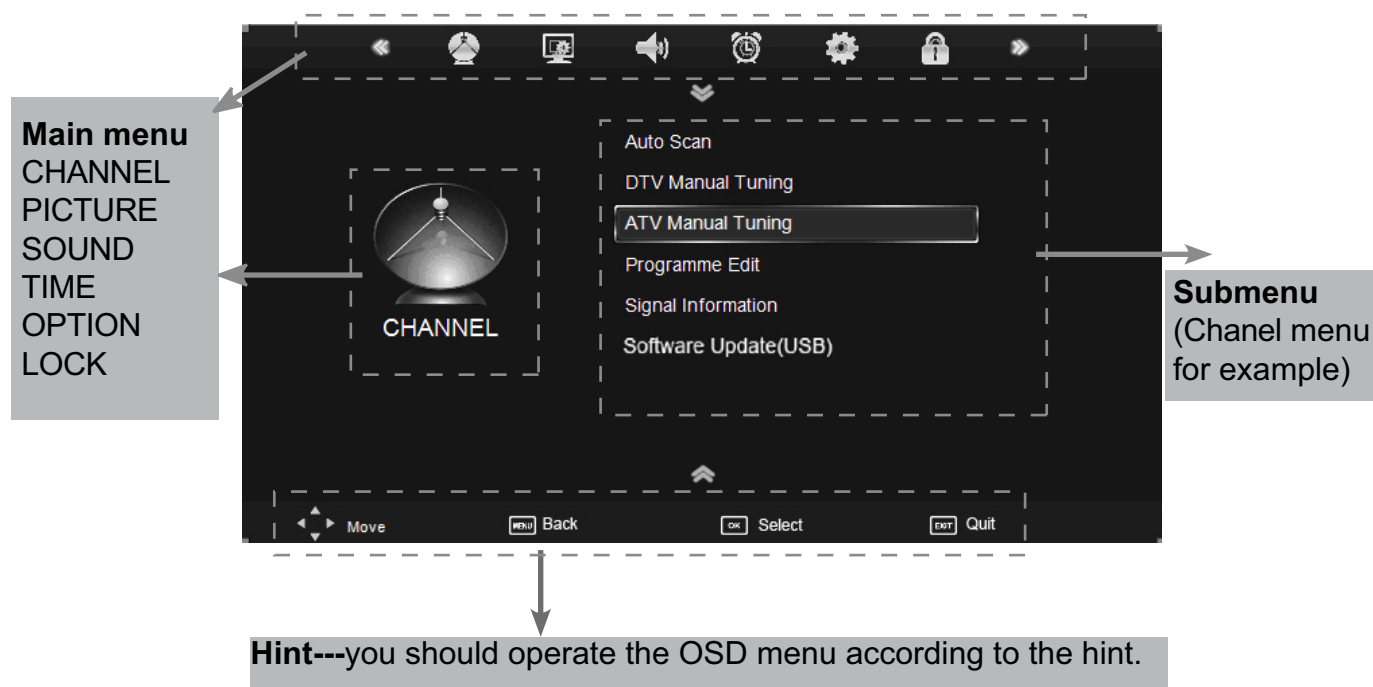 Main menu
CHANNEL
PICTURE
SOUND
TIME
OPTION
LOCK
CHANNEL
Auto Scan
DTV Manual Tuning
ATV Manual Tuning
Programme Edit
Signal Information
Software Update(USB)
Submenu
(Chanel menu
for example)
Move MENU Back OK Select EXIT Quit
Hint---you should operate the OSD menu according to the hint.